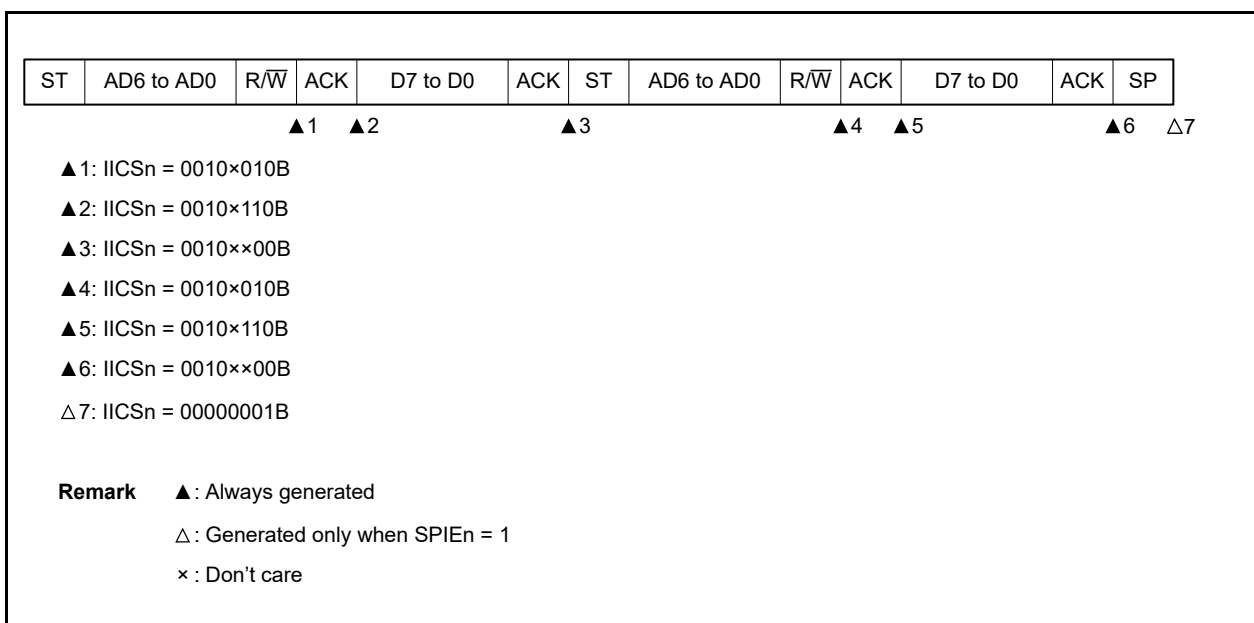 ST AD6 to AD0 R/W̅ ACK D7 to D0 ACK ST AD6 to AD0 R/W̅ ACK D7 to D0 ACK SP
▲1 ▲2 ▲3 ▲4 ▲5 ▲6 △7
▲1: IICSn = 0010×010B
▲2: IICSn = 0010×110B
▲3: IICSn = 0010××00B
▲4: IICSn = 0010×010B
▲5: IICSn = 0010×110B
▲6: IICSn = 0010××00B
△7: IICSn = 00000001B
Remark ▲: Always generated
△: Generated only when SPIEn = 1
×: Don't care